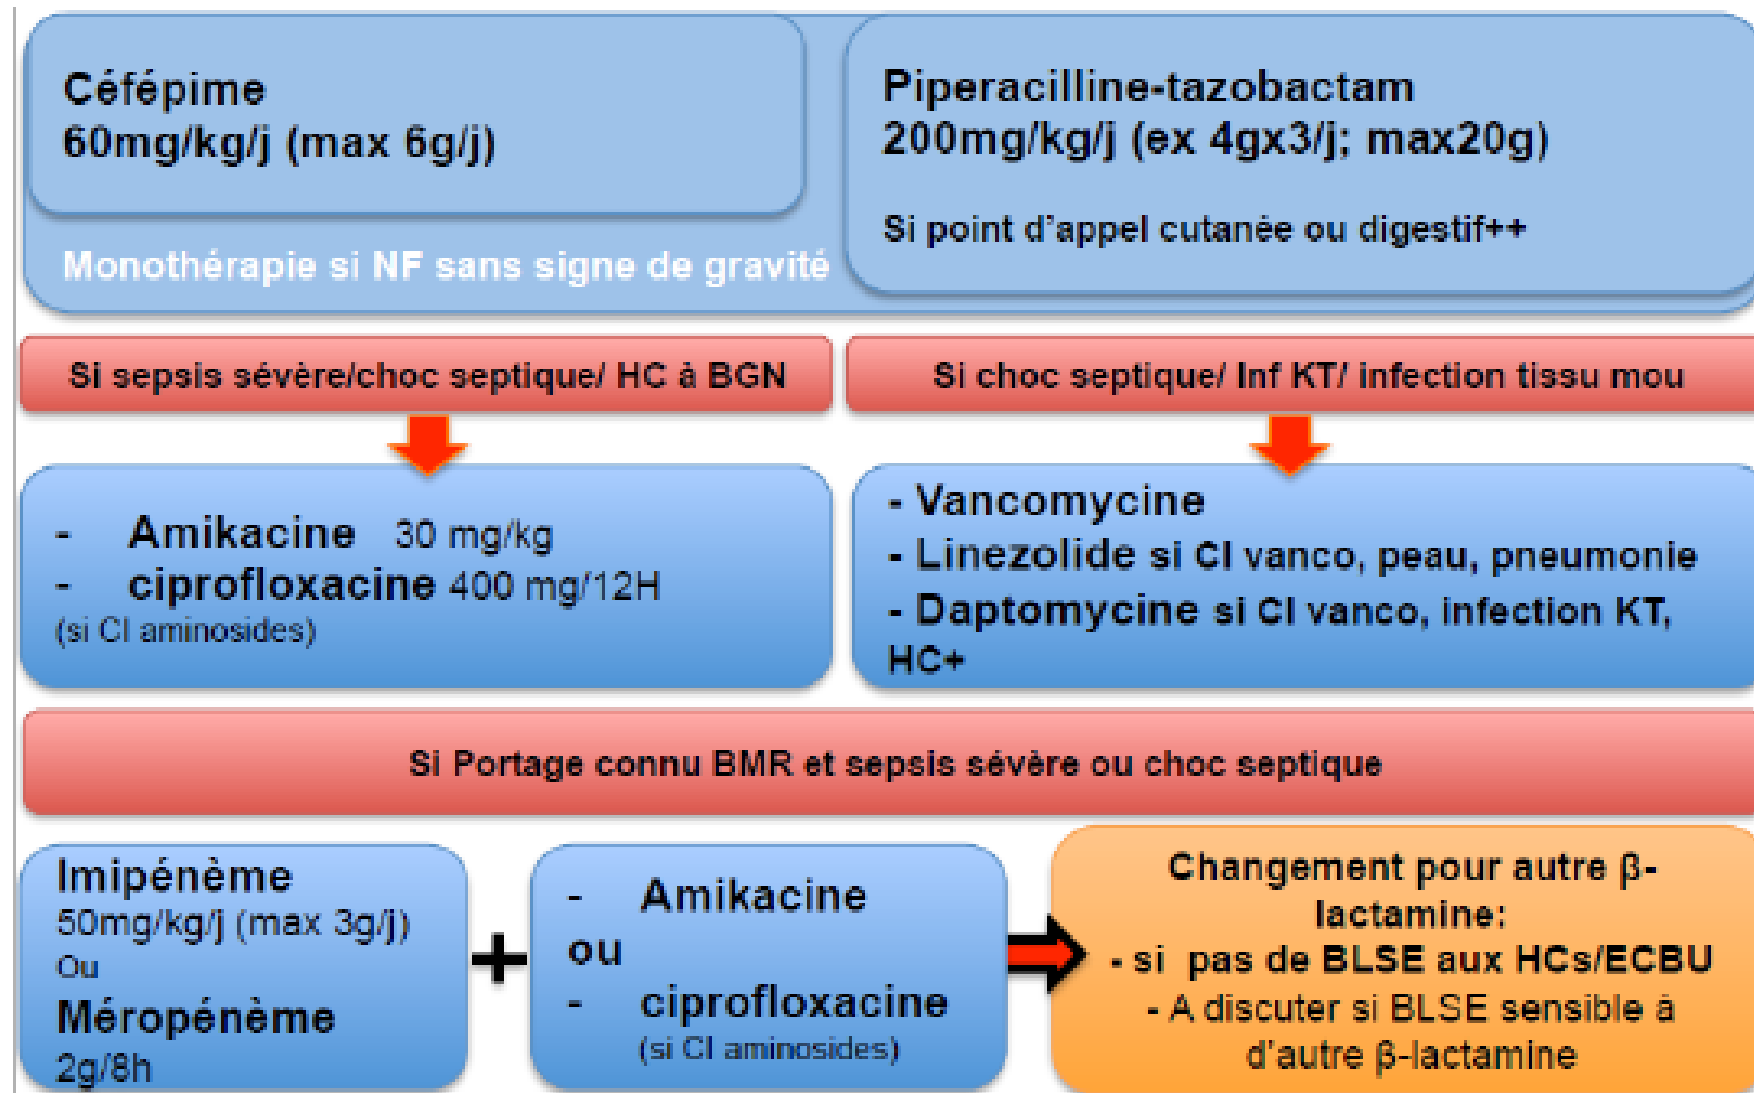 Céfépime
60mg/kg/j (max 6g/j)
Monothérapie si NF sans signe de gravité
Piperacilline-tazobactam
200mg/kg/j (ex 4gx3/j; max20g)
Si point d'appel cutanée ou digestif++
Si sepsis sévère/choc septique/ HC à BGN
Si choc septique/ Inf KT/ infection tissu mou
- Amikacine 30 mg/kg
- ciprofloxacine 400 mg/12H
(si CI aminosides)
- Vancomycine
- Linezolide si CI vanco, peau, pneumonie
- Daptomycine si CI vanco, infection KT,
HC+
Si Portage connu BMR et sepsis sévère ou choc septique
Imipénème
50mg/kg/j (max 3g/j)
Ou
Méropénème
2g/8h
+
- Amikacine
ou
- ciprofloxacine
(si CI aminosides)
Changement pour autre β-
lactamine:
- si pas de BLSE aux HCs/ECBU
- A discuter si BLSE sensible à
d'autre β-lactamine